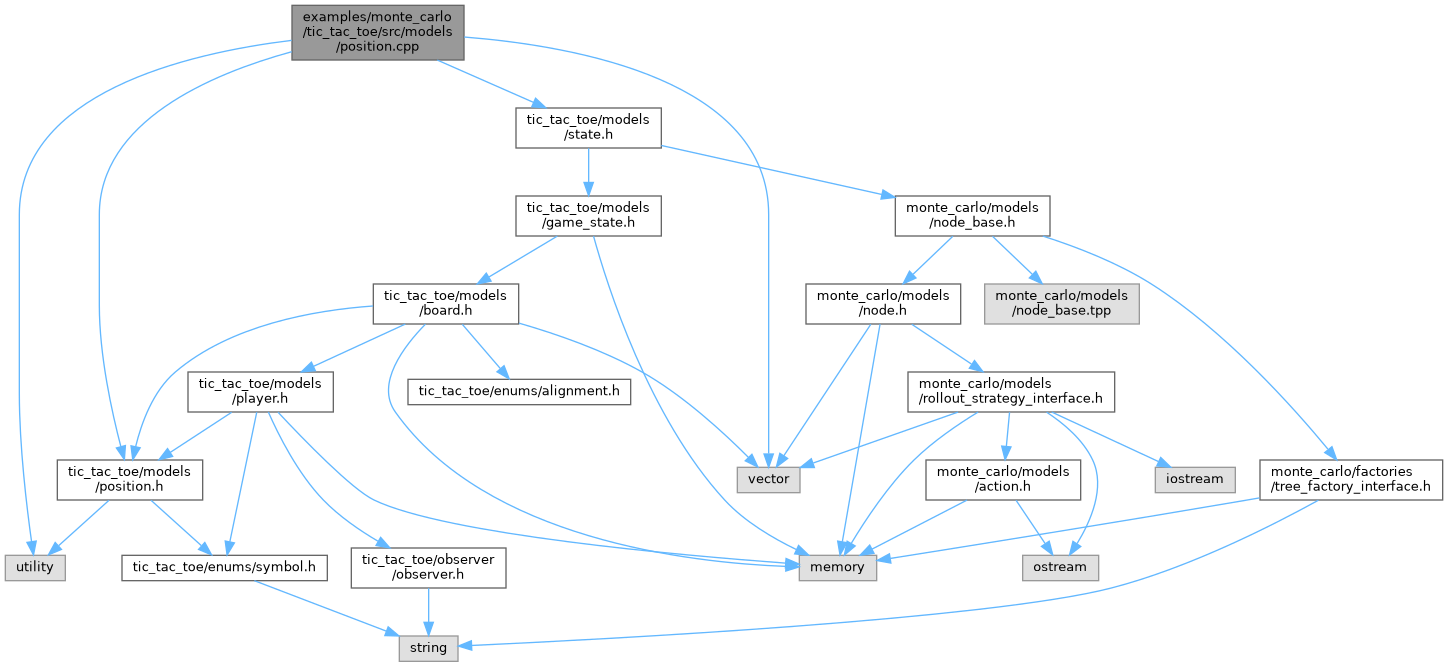 examples/monte_carlo
/tic_tac_toe/src/models
/position.cpp
tic_tac_toe/models
/state.h
tic_tac_toe/models
/game_state.h
monte_carlo/models
/node_base.h
tic_tac_toe/models
/board.h
monte_carlo/models
/node.h
monte_carlo/models
/node_base.tpp
tic_tac_toe/models
/player.h
tic_tac_toe/enums/alignment.h
monte_carlo/models
/rollout_strategy_interface.h
tic_tac_toe/models
/position.h
vector
monte_carlo/models
/action.h
iostream
monte_carlo/factories
/tree_factory_interface.h
utility
tic_tac_toe/enums/symbol.h
tic_tac_toe/observer
/observer.h
memory
ostream
string